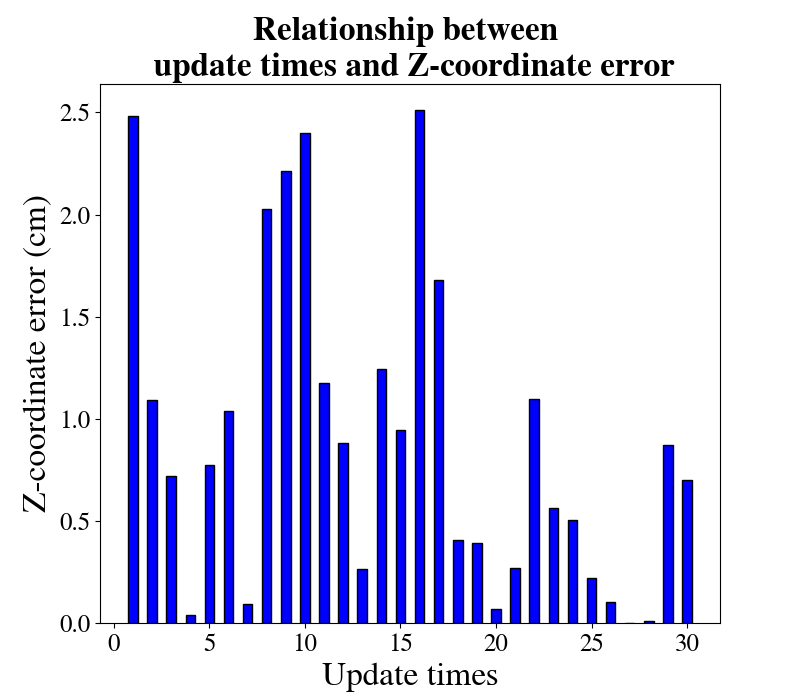 Relationship between
update times and Z-coordinate error
Z-coordinate error (cm)
2.5
2.0
1.5
1.0
0.5
0.0
0 5 10 15 20 25 30
Update times